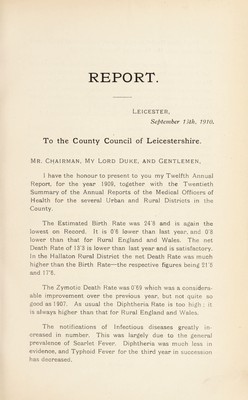 REPORT.
LEICESTER,
September 13th, 1910.
To the County Council of Leicestershire.
MR. CHAIRMAN, MY LORD DUKE, AND GENTLEMEN,
I have the honour to present to you my Twelfth Annual
Report, for the year 1909, together with the Twentieth
Summary of the Annual Reports of the Medical Officers of
Health for the several Urban and Rural Districts in the
County.
The Estimated Birth Rate was 24·8 and is again the
lowest on Record. It is 0·6 lower than last year, and 0·8
lower than that for Rural England and Wales. The net
Death Rate of 13·3 is lower than last year and is satisfactory.
In the Hallaton Rural District the net Death Rate was much
higher than the Birth Rate—the respective figures being 21·5
and 17·8.
The Zymotic Death Rate was 0·89 which was a consider-
able improvement over the previous year, but not quite so
good as 1907. As usual the Diphtheria Rate is too high; it
is always higher than that for Rural England and Wales.
The notifications of Infectious diseases greatly in-
creased in number. This was largely due to the general
prevalence of Scarlet Fever. Diphtheria was much less in
evidence, and Typhoid Fever for the third year in succession
has decreased.